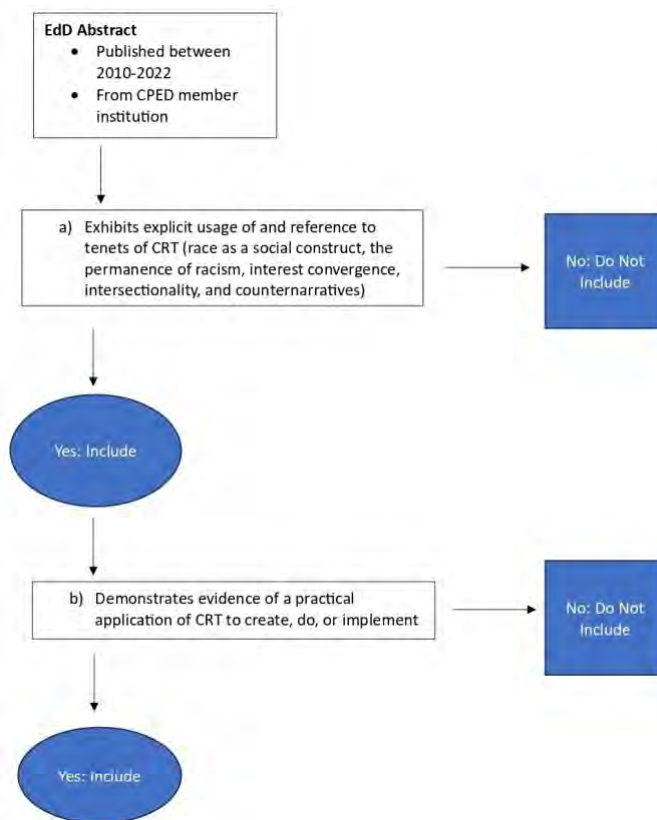 EdD Abstract
• Published between
2010-2022
• From CPED member
institution
a) Exhibits explicit usage of and reference to
tenets of CRT (race as a social construct, the
permanence of racism, interest convergence,
intersectionality, and counternarratives)
No: Do Not
Include
Yes: Include
b) Demonstrates evidence of a practical
application of CRT to create, do, or implement
No: Do Not
Include
Yes: Include